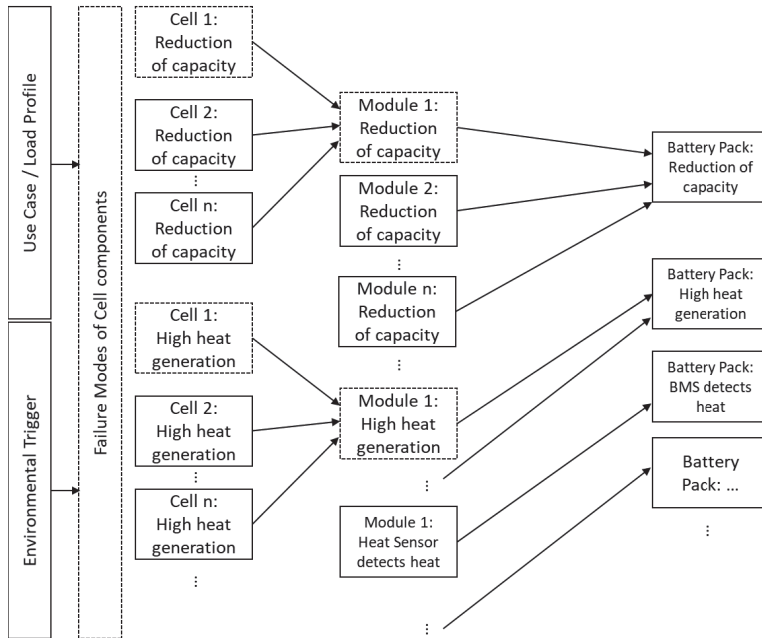 Use Case / Load Profile
Environmental Trigger
Failure Modes of Cell components
Cell 1:
Reduction
of capacity
Cell 2:
Reduction
of capacity
...
Cell n:
Reduction
of capacity
Cell 1:
High heat
generation
Cell 2:
High heat
generation
...
Cell n:
High heat
generation
...
Module 1:
Reduction
of capacity
Module 2:
Reduction
of capacity
...
Module n:
Reduction
of capacity
...
Module 1:
High heat
generation
...
Module 1:
Heat Sensor
detects heat
...
Battery Pack:
Reduction of
capacity
Battery Pack:
High heat
generation
Battery Pack:
BMS detects
heat
Battery
Pack: ...
...